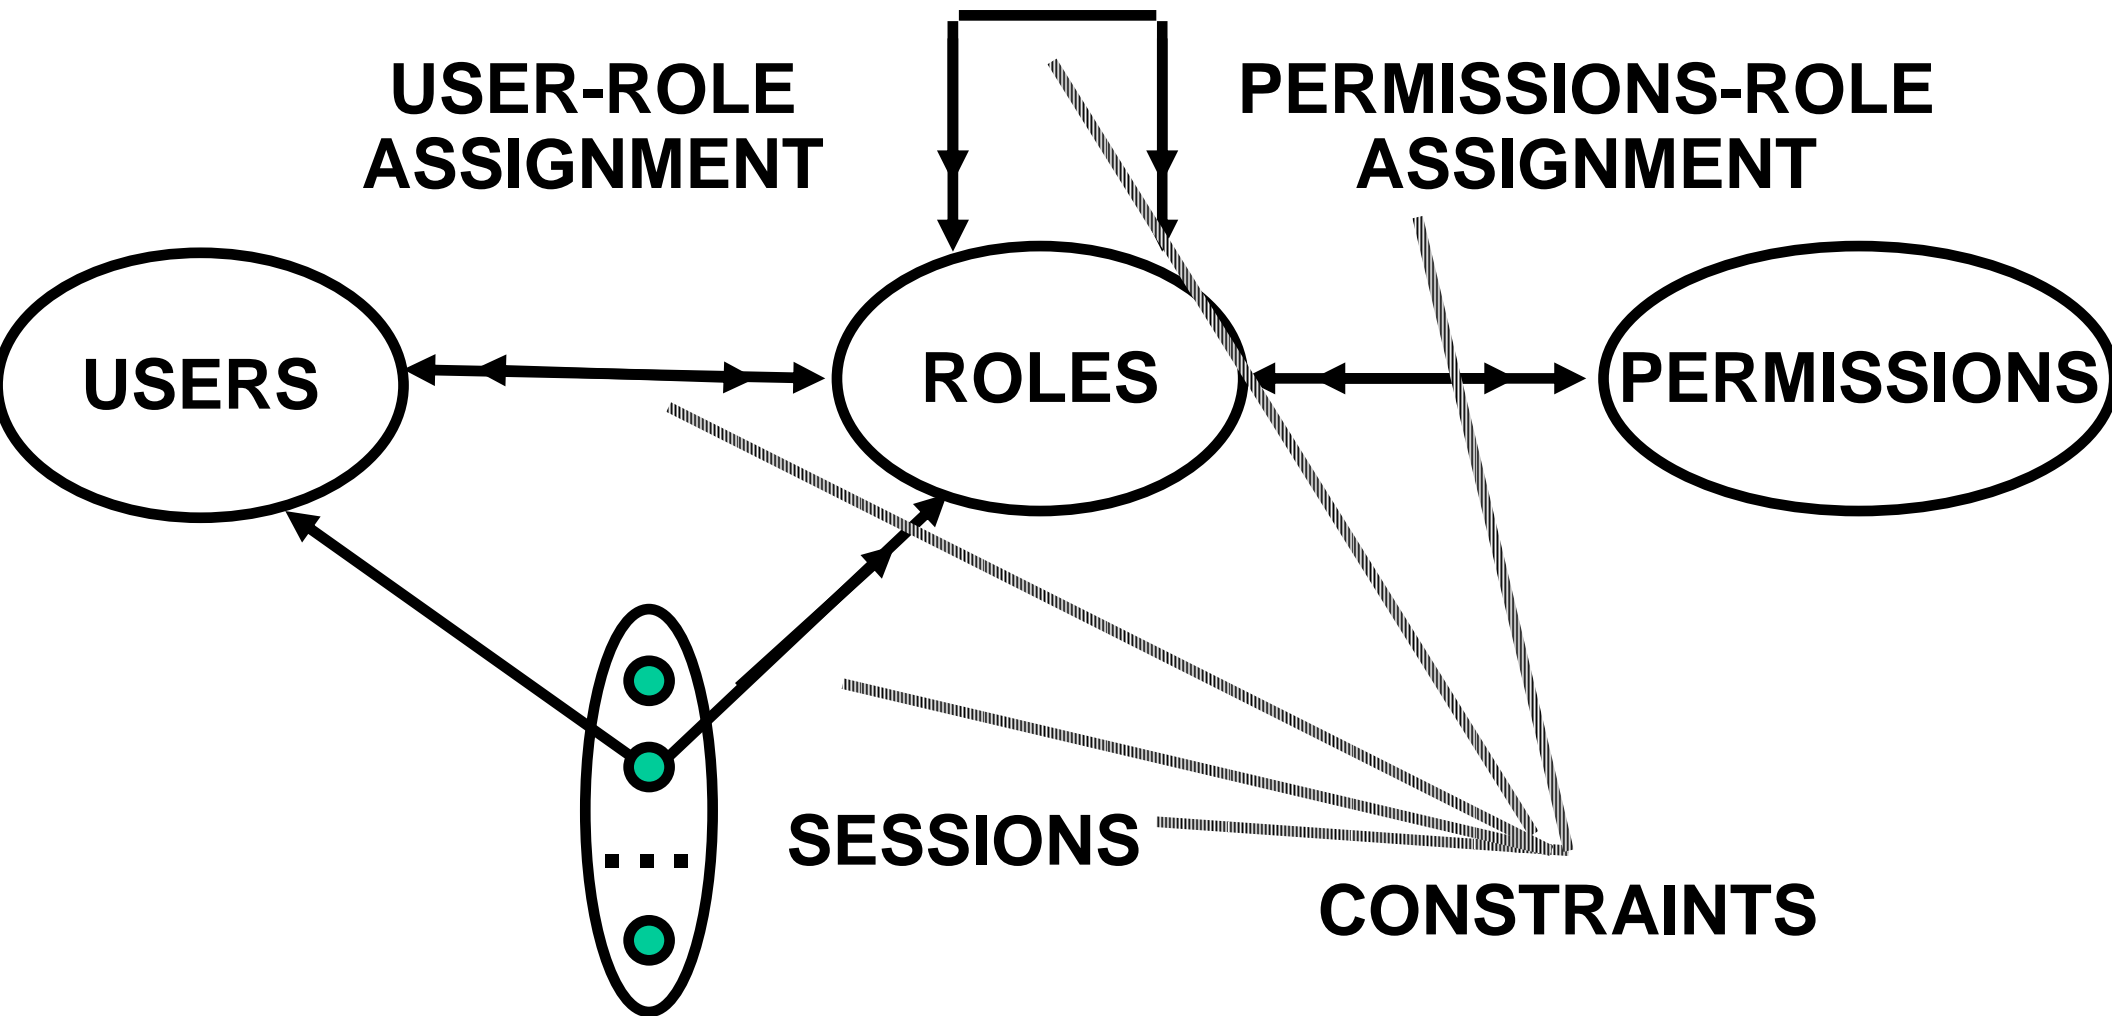 USER-ROLE
ASSIGNMENT
PERMISSIONS-ROLE
ASSIGNMENT
USERS
ROLES
PERMISSIONS
SESSIONS
...
CONSTRAINTS